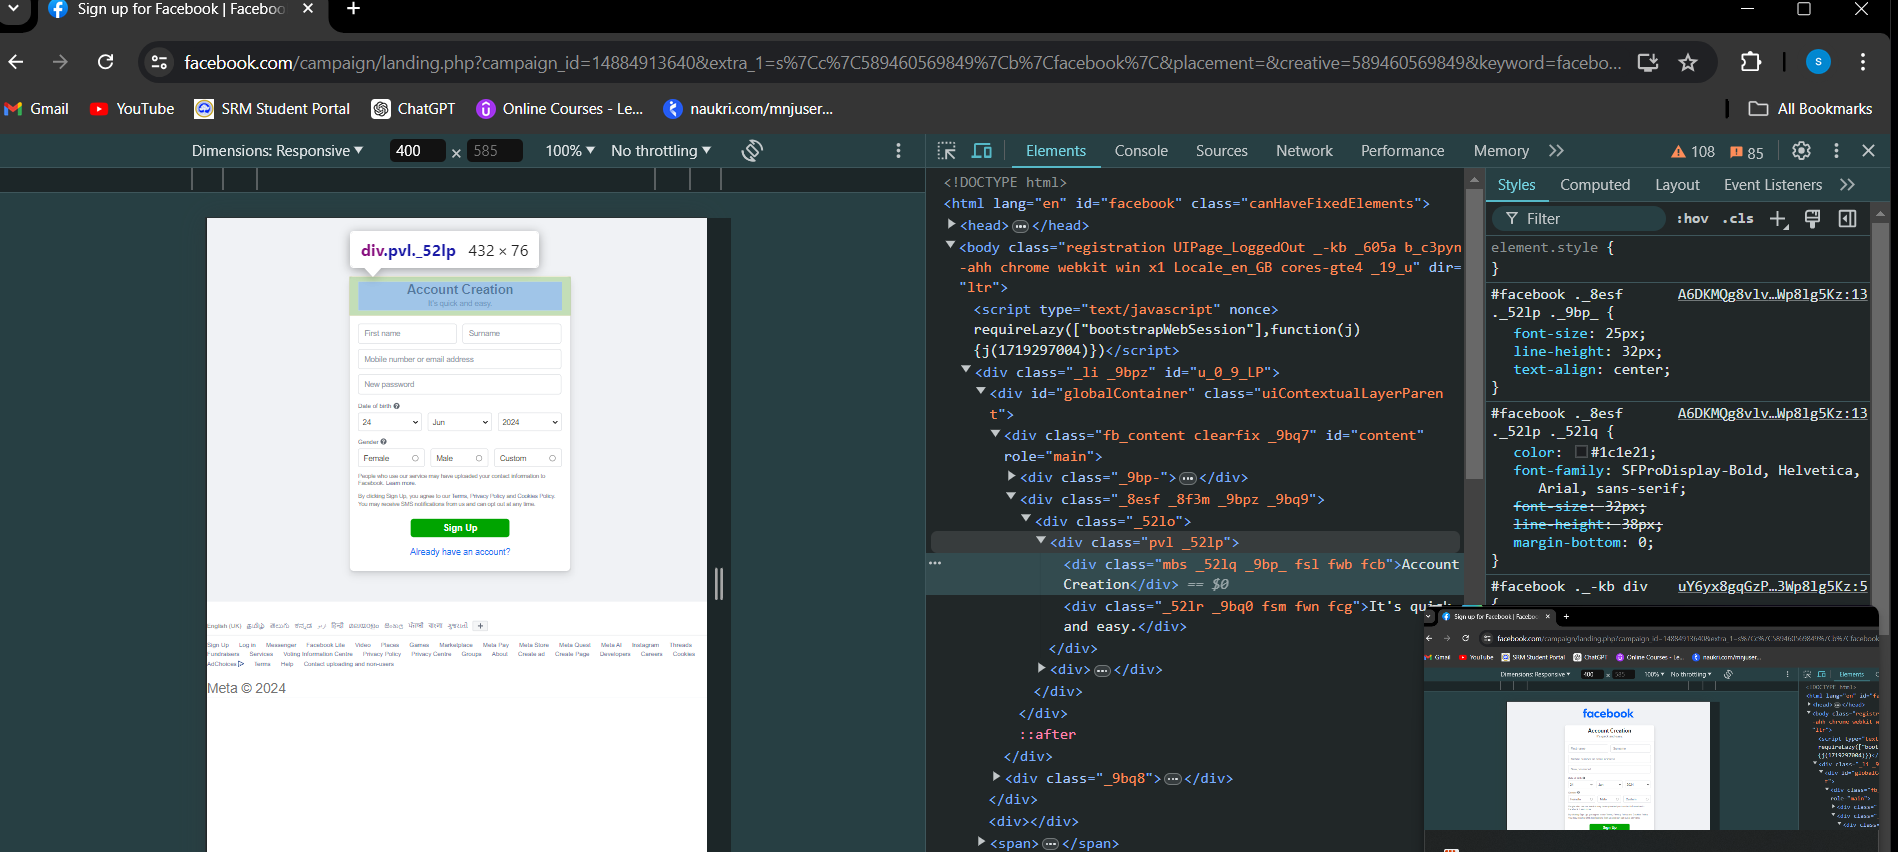 Sign up for Facebook | Faceboo
facebook.com/campaign/landing.php?campaign_id=14884913640&extra_1=s%7Cc%7C589460569849%7Cb%7Cfacebook%7C&placement=&creative=589460569849&keyword=facebo...
S
Gmail YouTube SRM Student Portal ChatGPT Online Courses - Le... naukri.com/mnjuser... All Bookmarks
Dimensions: Responsive 400 × 585 100% No throttling
Elements Console Sources Network Performance Memory 108 85
div.pvl._52lp 432 × 76
Account Creation
It's quick and easy.
First name Surname
Mobile number or email address
New password
Date of birth
24 Jun 2024
Gender
Female Male Custom
People who use our service may have uploaded your contact information to
Facebook. Learn more.
By clicking Sign Up, you agree to our Terms, Privacy Policy and Cookies Policy.
You may receive SMS notifications from us and can opt out at any time.
Sign Up
Already have an account?
English (UK) தமிழ் తెలుగు ಕನ್ನಡ اردو हिन्दी മലയാളം සිංහල ਪੰਜਾਬੀ বাংলা ગુજરાતી +
Sign Up Log in Messenger Facebook Lite Video Places Games Marketplace Meta Pay Meta Store Meta Quest Meta AI Instagram Threads
Fundraisers Services Voting Information Centre Privacy Policy Privacy Centre Groups About Create ad Create Page Developers Careers Cookies
AdChoices Terms Help Contact uploading and non-users
Meta © 2024
<!DOCTYPE html>
<html lang="en" id="facebook" class="canHaveFixedElements">
<head> ... </head>
<body class="registration UIPage_LoggedOut _-kb _605a b_c3pyn
-ahh chrome webkit win x1 Locale_en_GB cores-gte4 _19_u" dir=
"ltr">
<script type="text/javascript" nonce>
requireLazy(["bootstrapWebSession"],function(j)
{j(1719297004)})</script>
<div class="_li _9bpz" id="u_0_9_LP">
<div id="globalContainer" class="uiContextualLayerParen
t">
<div class="fb_content clearfix _9bq7" id="content"
role="main">
<div class="_9bp-"> ... </div>
<div class="_8esf _8f3m _9bpz _9bq9">
<div class="_52lo">
<div class="pvl _52lp">
<div class="mbs _52lq _9bp_ fsl fwb fcb">Account
Creation</div> == $0
<div class="_52lr _9bq0 fsm fwn fcg">It's quick
and easy.</div>
</div>
<div> ... </div>
</div>
</div>
::after
</div>
<div class="_9bq8"> ... </div>
</div>
<div></div>
<span> ... </span>
Styles Computed Layout Event Listeners
Filter :hov .cls
element.style {
}
#facebook ._8esf A6DKMQg8vlv…Wp8lg5Kz:13
._52lp ._9bp_ {
font-size: 25px;
line-height: 32px;
text-align: center;
}
#facebook ._8esf A6DKMQg8vlv…Wp8lg5Kz:13
._52lp ._52lq {
color: #1c1e21;
font-family: SFProDisplay-Bold, Helvetica,
Arial, sans-serif;
font-size: 32px;
line-height: 38px;
margin-bottom: 0;
}
#facebook ._-kb div uY6yx8gqGzP…3Wp8lg5Kz:5
{
Sign up for Facebook | Faceboo
facebook.com/campaign/landing.php?campaign_id=14884913640&extra_1=s%7Cc%7C589460569849%7Cb%7Cfacebook
Gmail YouTube SRM Student Portal ChatGPT Online Courses - Le... naukri.com/mnjuser...
Dimensions: Responsive 400 × 585 100% No throttling Elements
facebook
Account Creation
Sign Up